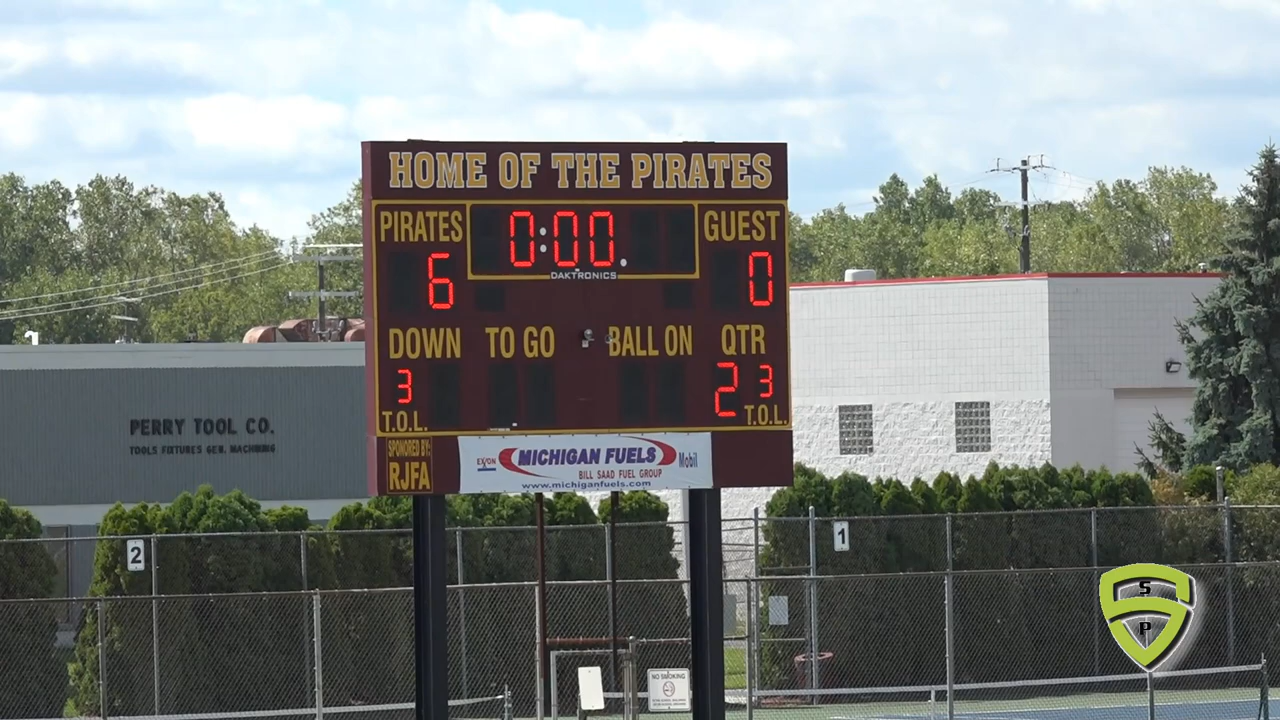 HOME OF THE PIRATES
PIRATES 0:00. GUEST
DAKTRONICS
6 0
DOWN TO GO BALL ON QTR
3 2 3
T.O.L. T.O.L.
SPONSORED BY:
RJFA
EXXON MICHIGAN FUELS Mobil
BILL SAAD FUEL GROUP
www.michiganfuels.com
PERRY TOOL CO.
TOOLS FIXTURES GEN. MACHINING
2
1
NO SMOKING
S
P